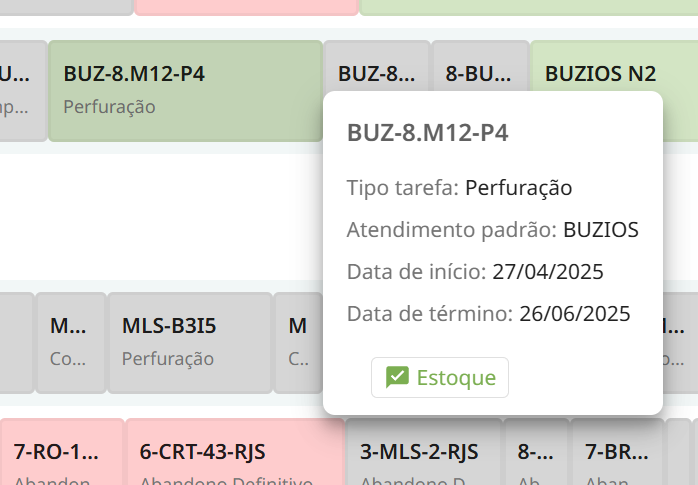 U...
BUZ-8.M12-P4
BUZ-8...
8-BU...
BUZIOS N2
Perfuração
BUZ-8.M12-P4
Tipo tarefa: Perfuração
Atendimento padrão: BUZIOS
Data de início: 27/04/2025
Data de término: 26/06/2025
M...
MLS-B3I5
M
Co...
Perfuração
C..
Estoque
7-RO-1...
6-CRT-43-RJS
3-MLS-2-RJS
8-...
7-BR...
Abandon
Abandono Definitivo
Abandono D
Ab
Aban